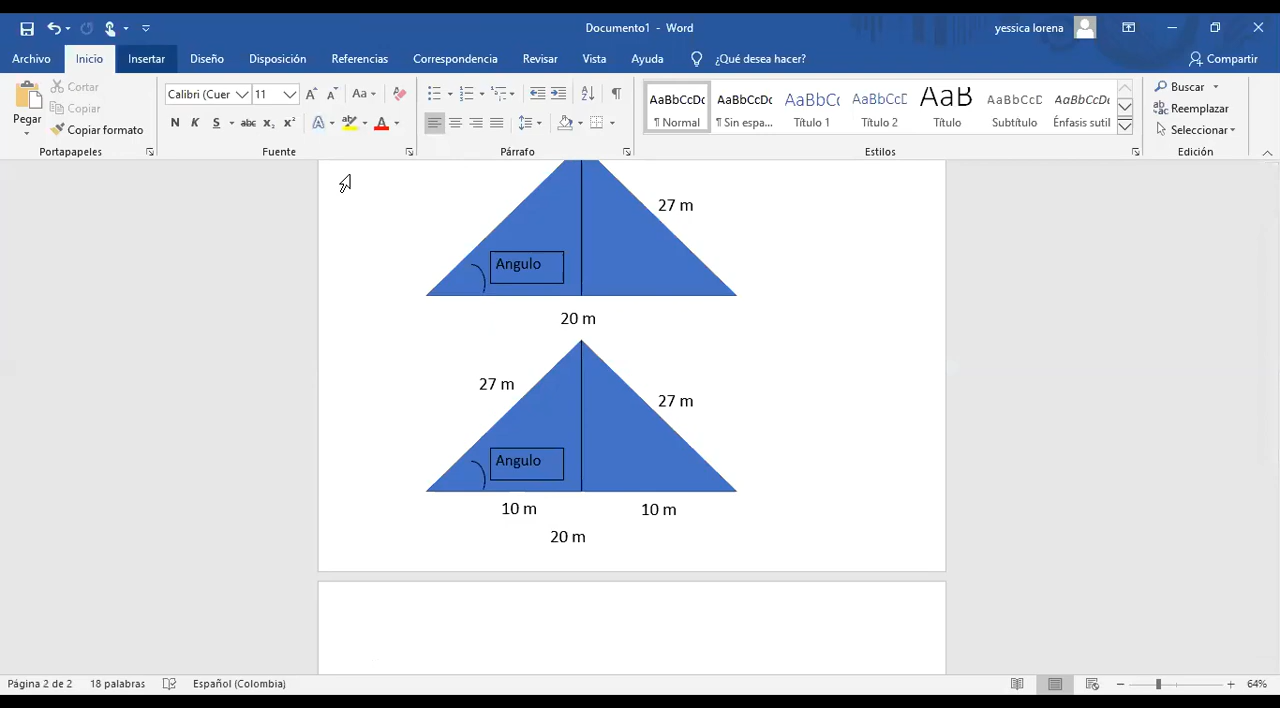 Documento1 - Word
yessica lorena
Archivo Inicio Insertar Diseño Disposición Referencias Correspondencia Revisar Vista Ayuda ¿Qué desea hacer? Compartir
Pegar
Cortar
Copiar
Copiar formato
Portapapeles
Calibri (Cuer 11
Aa
N K S abc x₂ x²
A A
Fuente
Párrafo
AaBbCcDc AaBbCcDc AaBbC AaBbCcD AaB AaBbCcD AaBbCcDc
¶ Normal ¶ Sin espa... Título 1 Título 2 Título Subtítulo Énfasis sutil
Estilos
Buscar
Reemplazar
Seleccionar
Edición
27 m
Angulo
20 m
27 m
27 m
Angulo
10 m 10 m
20 m
Página 2 de 2 18 palabras Español (Colombia) 64%